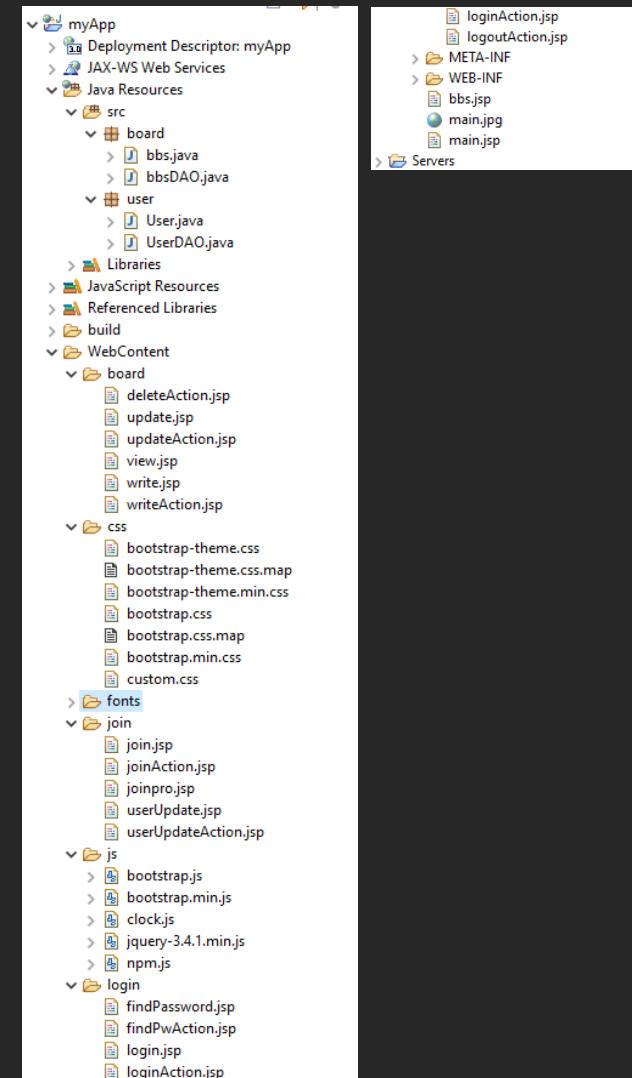 myApp
Deployment Descriptor: myApp
JAX-WS Web Services
Java Resources
src
board
bbs.java
bbsDAO.java
user
User.java
UserDAO.java
Libraries
JavaScript Resources
Referenced Libraries
build
WebContent
board
deleteAction.jsp
update.jsp
updateAction.jsp
view.jsp
write.jsp
writeAction.jsp
css
bootstrap-theme.css
bootstrap-theme.css.map
bootstrap-theme.min.css
bootstrap.css
bootstrap.css.map
bootstrap.min.css
custom.css
fonts
join
join.jsp
joinAction.jsp
joinpro.jsp
userUpdate.jsp
userUpdateAction.jsp
js
bootstrap.js
bootstrap.min.js
clock.js
jquery-3.4.1.min.js
npm.js
login
findPassword.jsp
findPwAction.jsp
login.jsp
loginAction.jsp
loginAction.jsp
logoutAction.jsp
META-INF
WEB-INF
bbs.jsp
main.jpg
main.jsp
Servers